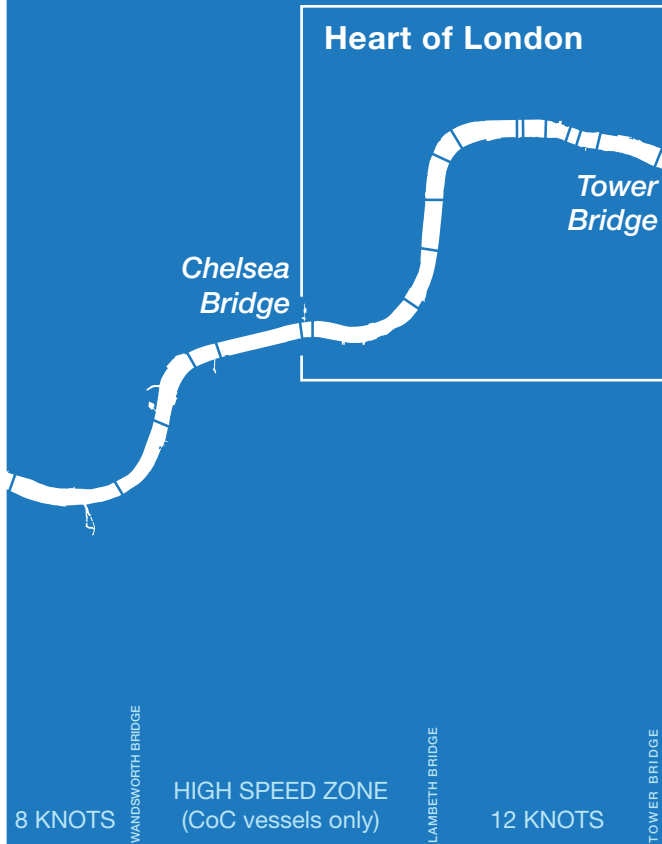 Heart of London
Tower
Bridge
Chelsea
Bridge
8 KNOTS
WANDSWORTH BRIDGE
HIGH SPEED ZONE
(CoC vessels only)
LAMBETH BRIDGE
12 KNOTS
TOWER BRIDGE